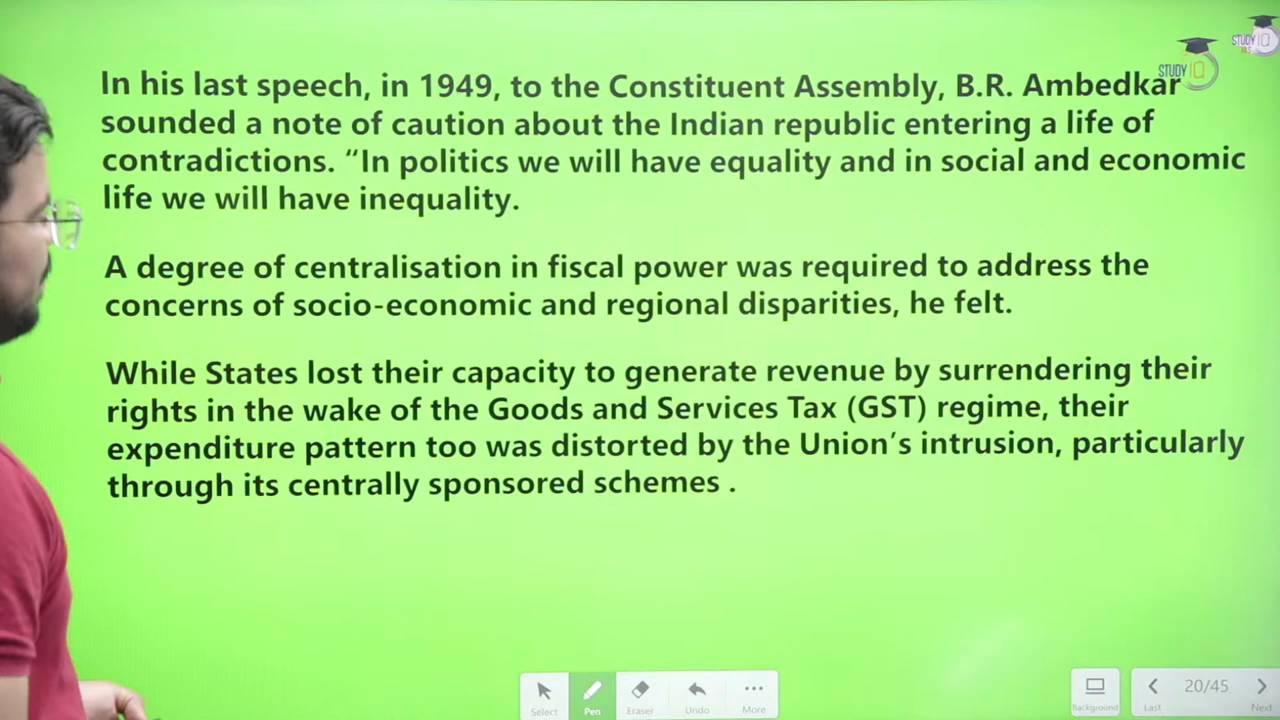 STUDY IQ
STUDY IQ
In his last speech, in 1949, to the Constituent Assembly, B.R. Ambedkar
sounded a note of caution about the Indian republic entering a life of
contradictions. “In politics we will have equality and in social and economic
life we will have inequality.
A degree of centralisation in fiscal power was required to address the
concerns of socio-economic and regional disparities, he felt.
While States lost their capacity to generate revenue by surrendering their
rights in the wake of the Goods and Services Tax (GST) regime, their
expenditure pattern too was distorted by the Union’s intrusion, particularly
through its centrally sponsored schemes .
Select Pen Eraser Undo More
Background
20/45
Last Next